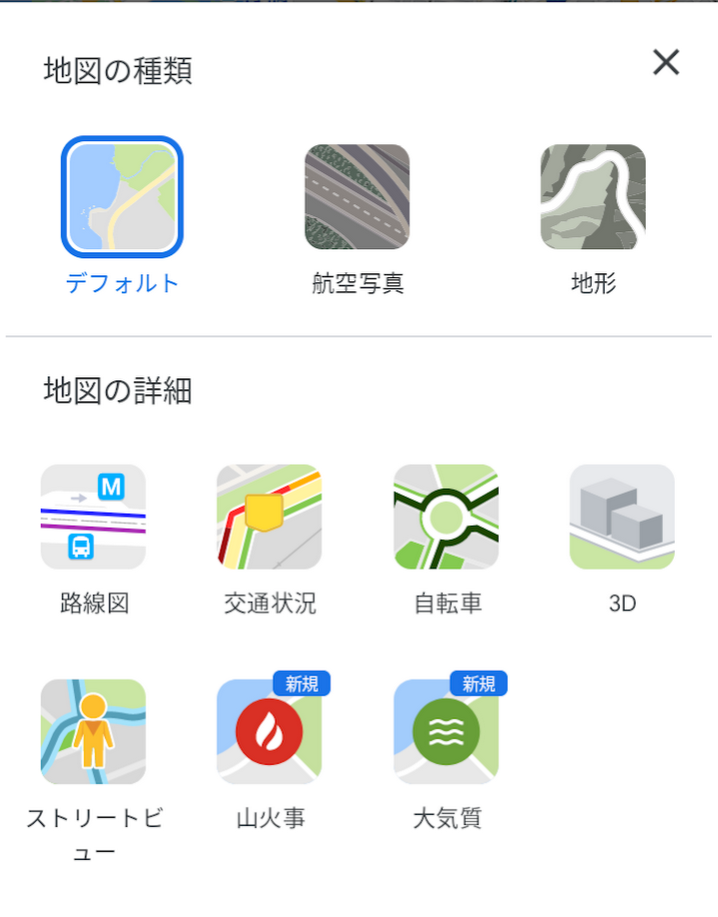 地図の種類
デフォルト
航空写真
地形
地図の詳細
M
路線図
交通状況
自転車
3D
新規
新規
ストリートビ
ュー
山火事
大気質